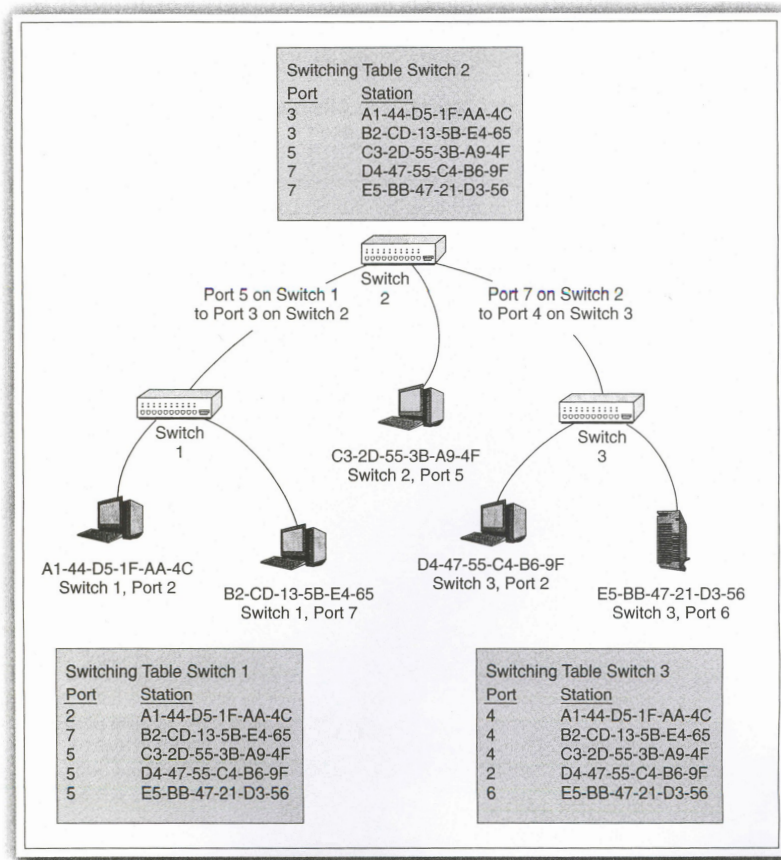 Switching Table Switch 2
Port Station
3 A1-44-D5-1F-AA-4C
3 B2-CD-13-5B-E4-65
5 C3-2D-55-3B-A9-4F
7 D4-47-55-C4-B6-9F
7 E5-BB-47-21-D3-56
Switch
2
Port 5 on Switch 1
to Port 3 on Switch 2
Port 7 on Switch 2
to Port 4 on Switch 3
Switch
1
C3-2D-55-3B-A9-4F
Switch 2, Port 5
Switch
3
A1-44-D5-1F-AA-4C
Switch 1, Port 2
B2-CD-13-5B-E4-65
Switch 1, Port 7
D4-47-55-C4-B6-9F
Switch 3, Port 2
E5-BB-47-21-D3-56
Switch 3, Port 6
Switching Table Switch 1
Port Station
2 A1-44-D5-1F-AA-4C
7 B2-CD-13-5B-E4-65
5 C3-2D-55-3B-A9-4F
5 D4-47-55-C4-B6-9F
5 E5-BB-47-21-D3-56
Switching Table Switch 3
Port Station
4 A1-44-D5-1F-AA-4C
4 B2-CD-13-5B-E4-65
4 C3-2D-55-3B-A9-4F
2 D4-47-55-C4-B6-9F
6 E5-BB-47-21-D3-56